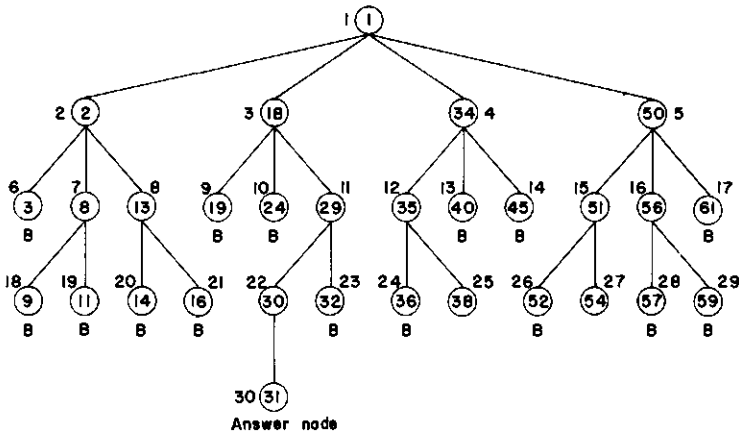 1 1
2 2 3 18 34 4 50 5
6 7 8 9 10 11 12 13 14 15 16 17
3 8 13 19 24 29 35 40 45 51 56 61
B B B B B B
18 19 20 21 22 23 24 25 26 27 28 29
9 11 14 16 30 32 36 38 52 54 57 59
B B B B B B B B B
30 31
Answer node